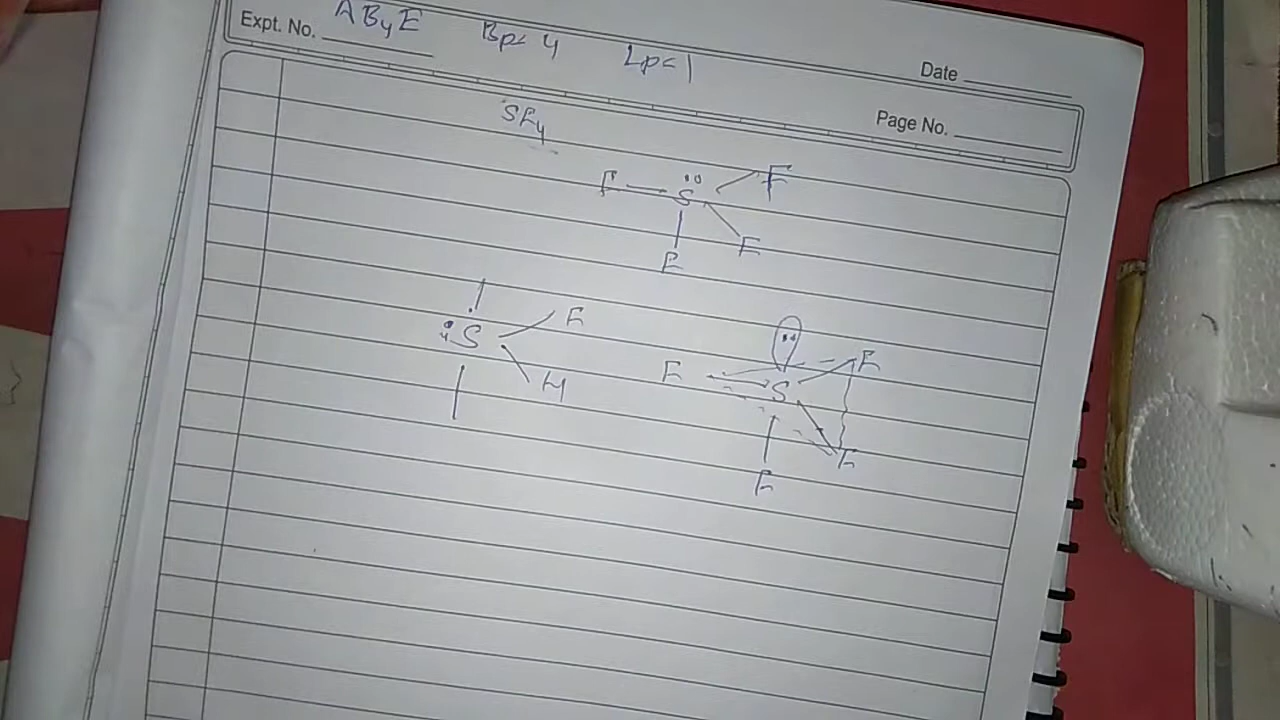 AB₄E Bp= 4 Lp=1
Expt. No.
Date
Page No.
SF₄
F S F
F F
S F
F S F
F
F